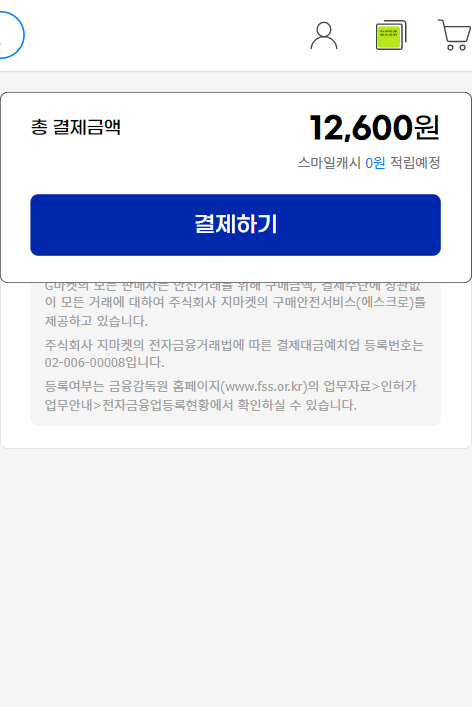 총 결제금액
12,600원
스마일캐시 0원 적립예정
결제하기
G마켓의 모든 판매자는 안전거래를 위해 구매금액, 결제수단에 상관없
이 모든 거래에 대하여 주식회사 지마켓의 구매안전서비스(에스크로)를
제공하고 있습니다.
주식회사 지마켓의 전자금융거래법에 따른 결제대금예치업 등록번호는
02-006-00008입니다.
등록여부는 금융감독원 홈페이지(www.fss.or.kr)의 업무자료>인허가
업무안내>전자금융업등록현황에서 확인하실 수 있습니다.